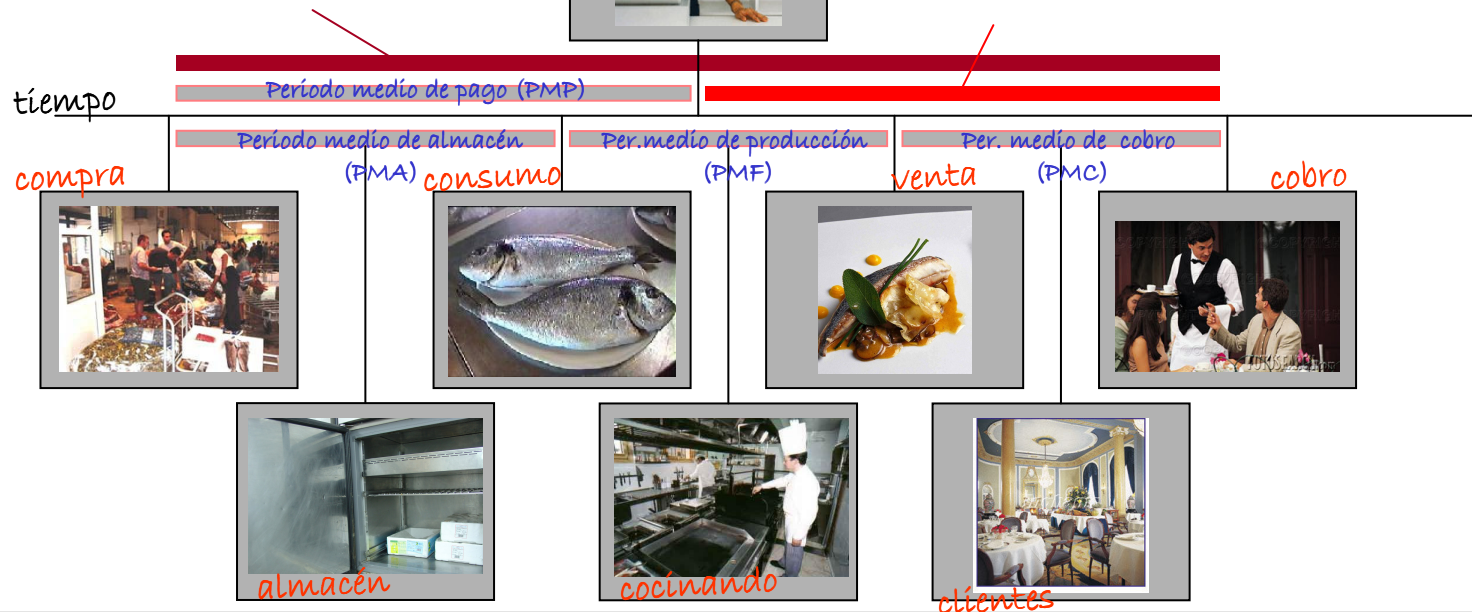 Período medio de pago (PMP)
tiempo
Período medio de almacén
(PMA)
Per.medio de producción
(PMF)
Per. medio de cobro
(PMC)
compra
consumo
venta
cobro
almacén
cocinando
clientes